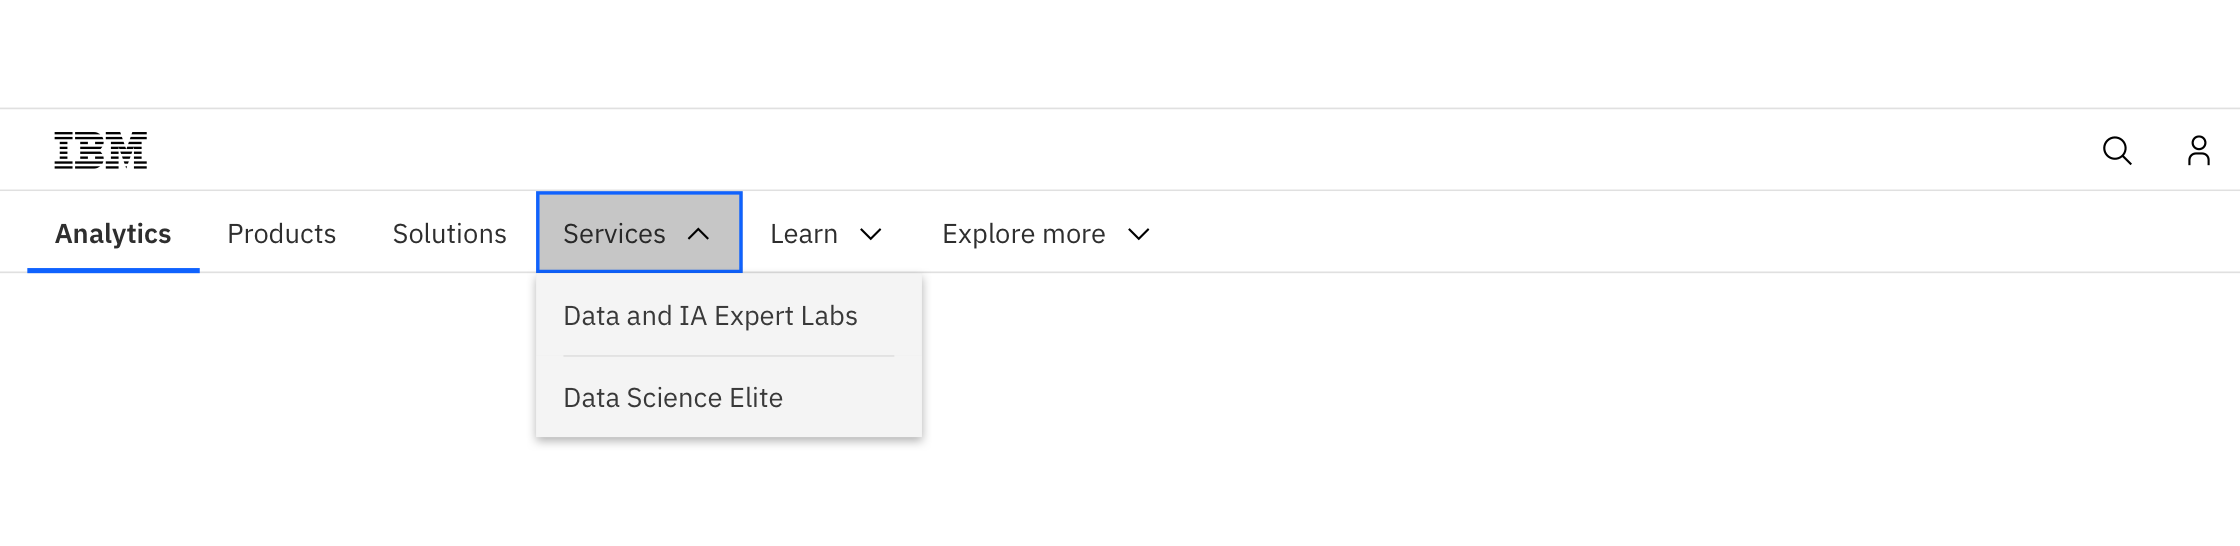 IBM
Analytics Products Solutions Services Learn Explore more
Data and IA Expert Labs
Data Science Elite